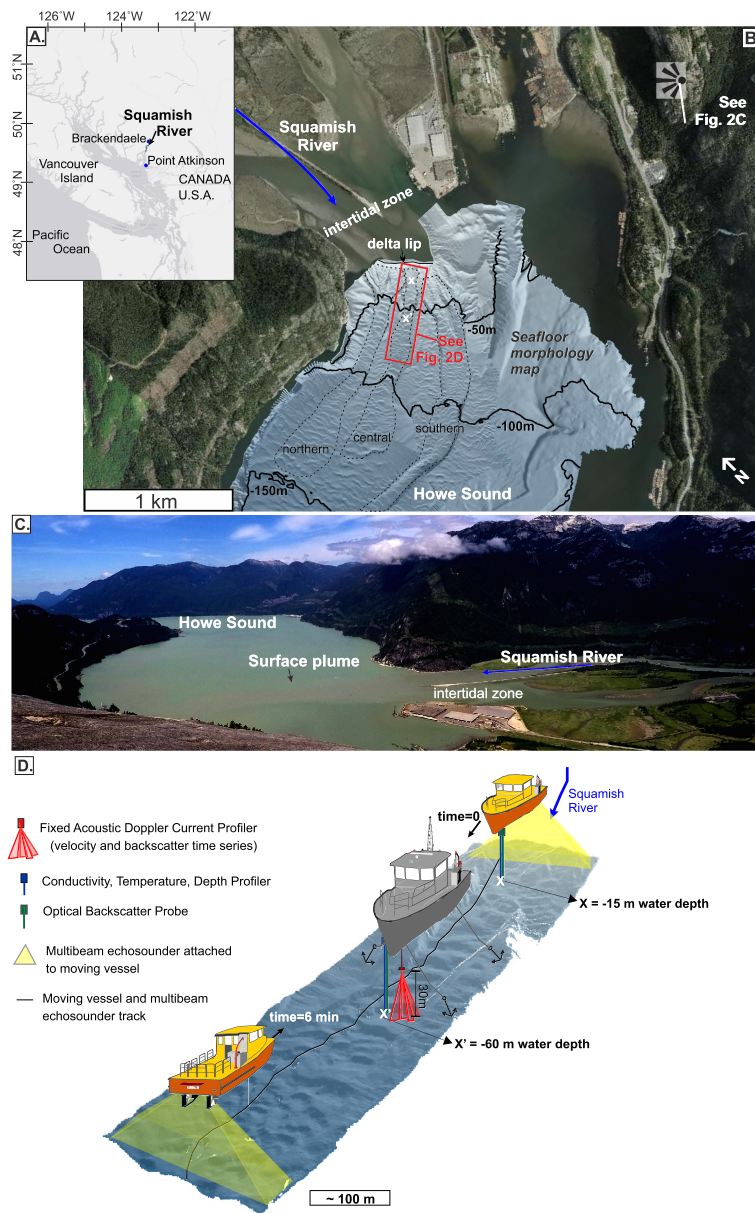 126°W 124°W 122°W
A.
51°N
50°N
49°N
48°N
Squamish
River
Brackendaele
Point Atkinson
Vancouver
Island
CANADA
U.S.A.
Pacific
Ocean
B.
See
Fig. 2C
Squamish
River
intertidal zone
delta lip
x
x
-50m
See
Fig. 2D
Seafloor
morphology
map
-100m
northern
central
southern
-150m
Howe Sound
1 km
N
C.
Howe Sound
Surface plume
Squamish River
intertidal zone
D.
Squamish
River
time=0
Fixed Acoustic Doppler Current Profiler
(velocity and backscatter time series)
Conductivity, Temperature, Depth Profiler
Optical Backscatter Probe
Multibeam echosounder attached
to moving vessel
Moving vessel and multibeam
echosounder track
X
X = -15 m water depth
30m
X'
X' = -60 m water depth
time=6 min
~ 100 m